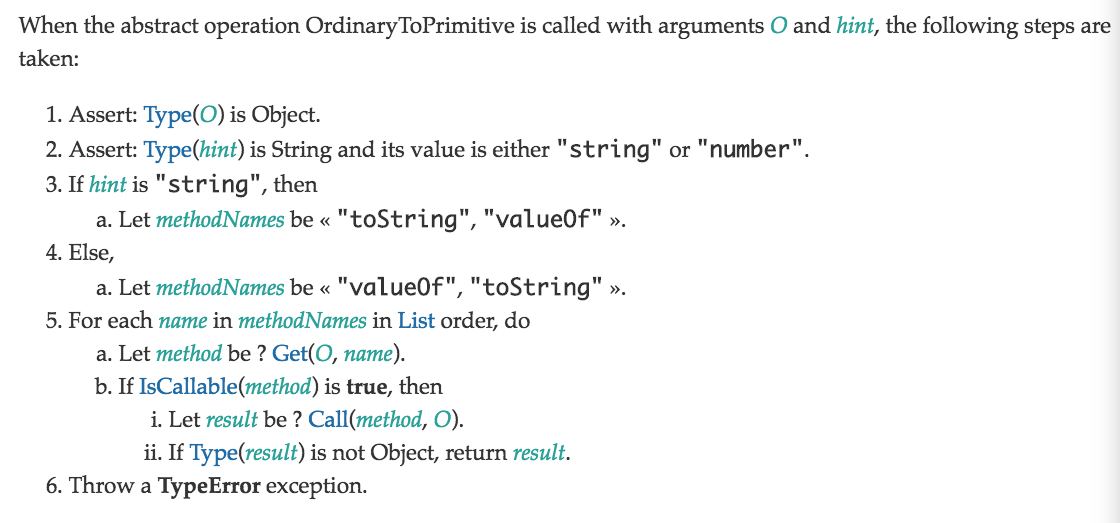 When the abstract operation OrdinaryToPrimitive is called with arguments O and hint, the following steps are
taken:
1. Assert: Type(O) is Object.
2. Assert: Type(hint) is String and its value is either "string" or "number".
3. If hint is "string", then
a. Let methodNames be « "toString", "valueOf" ».
4. Else,
a. Let methodNames be « "valueOf", "toString" ».
5. For each name in methodNames in List order, do
a. Let method be ? Get(O, name).
b. If IsCallable(method) is true, then
i. Let result be ? Call(method, O).
ii. If Type(result) is not Object, return result.
6. Throw a TypeError exception.